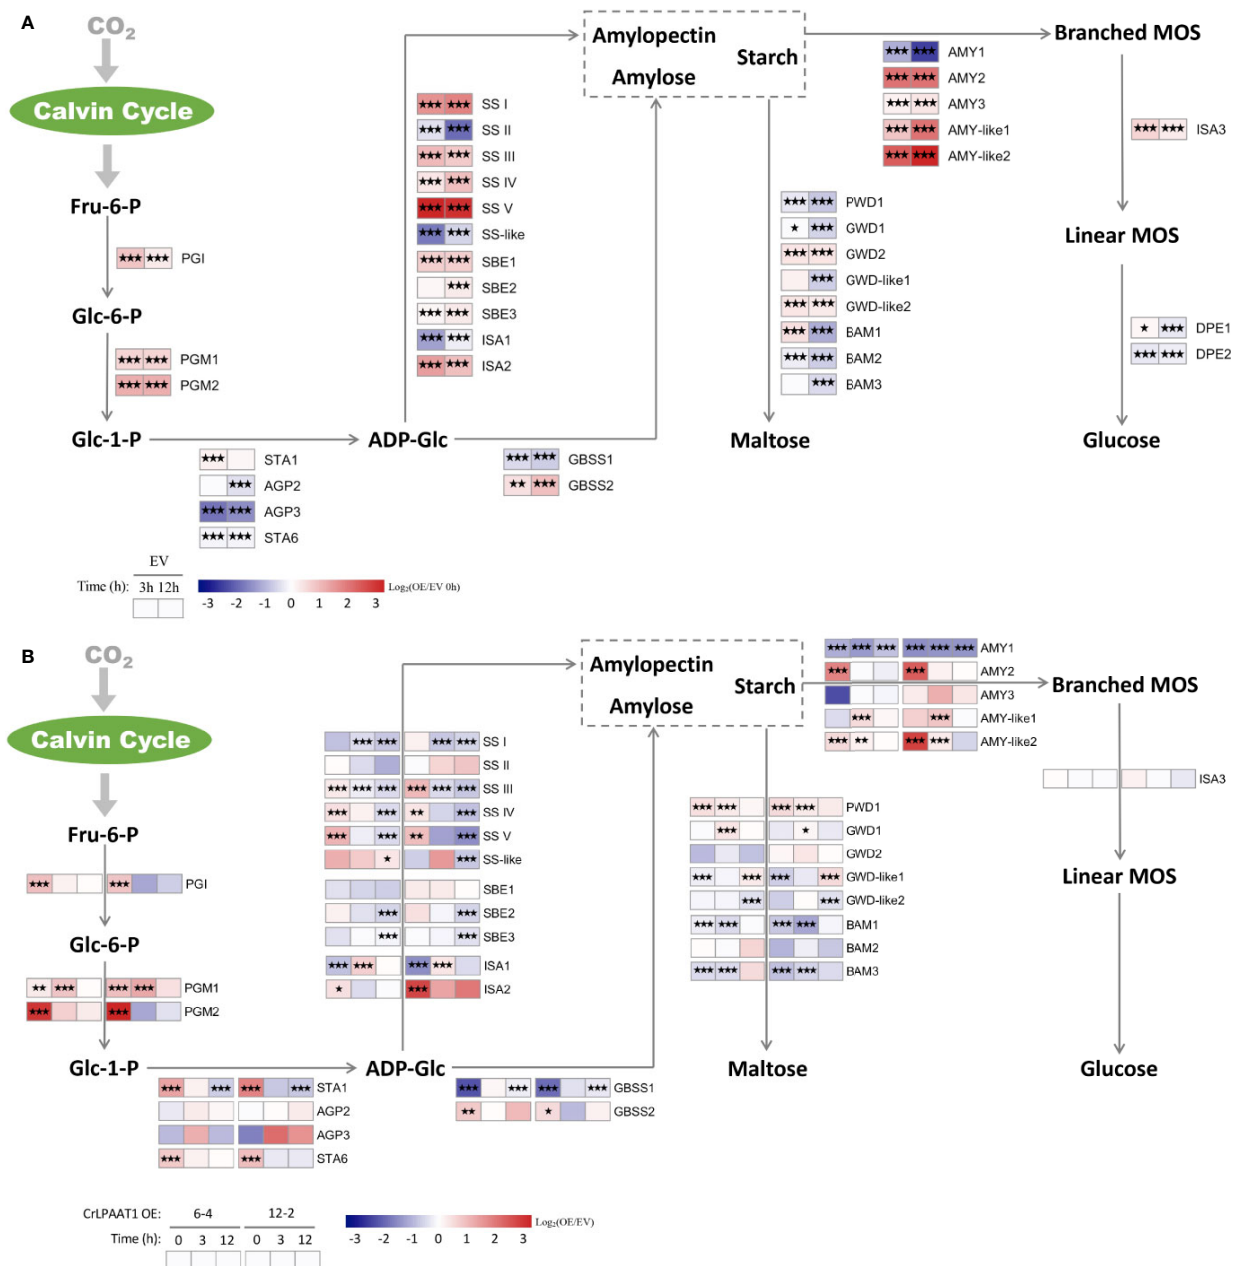 A
CO2
Calvin Cycle
Fru-6-P
★★★ ★★★ PGI
Glc-6-P
★★★ ★★★ PGM1
★★★ ★★★ PGM2
Glc-1-P
★★★ STA1
★★★ AGP2
★★★ ★★★ AGP3
★★★ ★★★ STA6
ADP-Glc
★★★ ★★★ SS I
★★★ ★★★ SS II
★★★ ★★★ SS III
★★★ ★★★ SS IV
★★★ ★★★ SS V
★★★ ★★★ SS-like
★★★ ★★★ SBE1
★★★ SBE2
★★★ ★★★ SBE3
★★★ ★★★ ISA1
★★★ ★★★ ISA2
★★★ ★★★ GBSS1
★★ ★★★ GBSS2
Amylopectin
Amylose
Starch
★★★ ★★★ AMY1
★★★ ★★★ AMY2
★★★ ★★★ AMY3
★★★ ★★★ AMY-like1
★★★ ★★★ AMY-like2
★★★ ★★★ PWD1
★ ★★★ GWD1
★★★ ★★★ GWD2
★★★ GWD-like1
★★★ ★★★ GWD-like2
★★★ ★★★ BAM1
★★★ ★★★ BAM2
★★★ BAM3
Maltose
Branched MOS
★★★ ★★★ ISA3
Linear MOS
★ ★★★ DPE1
★★★ ★★★ DPE2
Glucose
EV
Time (h): 3h 12h
-3 -2 -1 0 1 2 3
Log2(OE/EV 0h)
B
CO2
Calvin Cycle
Fru-6-P
★★★ ★★★ PGI
Glc-6-P
★★ ★★★ ★★★ ★★★ PGM1
★★★ ★★★ PGM2
Glc-1-P
★★★ ★★★ ★★★ ★★★ STA1
AGP2
AGP3
★★★ ★★★ STA6
ADP-Glc
★★★ ★★★ ★★★ ★★★ SS I
SS II
★★★ ★★★ ★★★ ★★★ ★★★ ★★★ SS III
★★★ ★★★ ★★ ★★★ SS IV
★★★ ★★★ ★★ ★★★ SS V
★ ★★★ SS-like
SBE1
★★★ ★★★ SBE2
★★★ ★★★ SBE3
★★★ ★★★ ★★★ ★★★ ISA1
★ ★★★ ISA2
★★★ ★★★ ★★★ ★★★ GBSS1
★★ ★ GBSS2
Amylopectin
Amylose
Starch
★★★ ★★★ ★★★ ★★★ ★★★ ★★★ AMY1
★★★ ★★★ AMY2
AMY3
★★★ ★★★ AMY-like1
★★★ ★★ ★★★ ★★★ AMY-like2
★★★ ★★★ ★★★ ★★★ PWD1
★★★ ★ GWD1
GWD2
★★★ ★★★ ★★★ ★★★ GWD-like1
★★★ ★★★ GWD-like2
★★★ ★★★ ★★★ ★★★ BAM1
BAM2
★★★ ★★★ ★★★ ★★★ BAM3
Maltose
Branched MOS
ISA3
Linear MOS
Glucose
CrLPAAT1 OE: 6-4 12-2
Time (h): 0 3 12 0 3 12
-3 -2 -1 0 1 2 3
Log2(OE/EV)